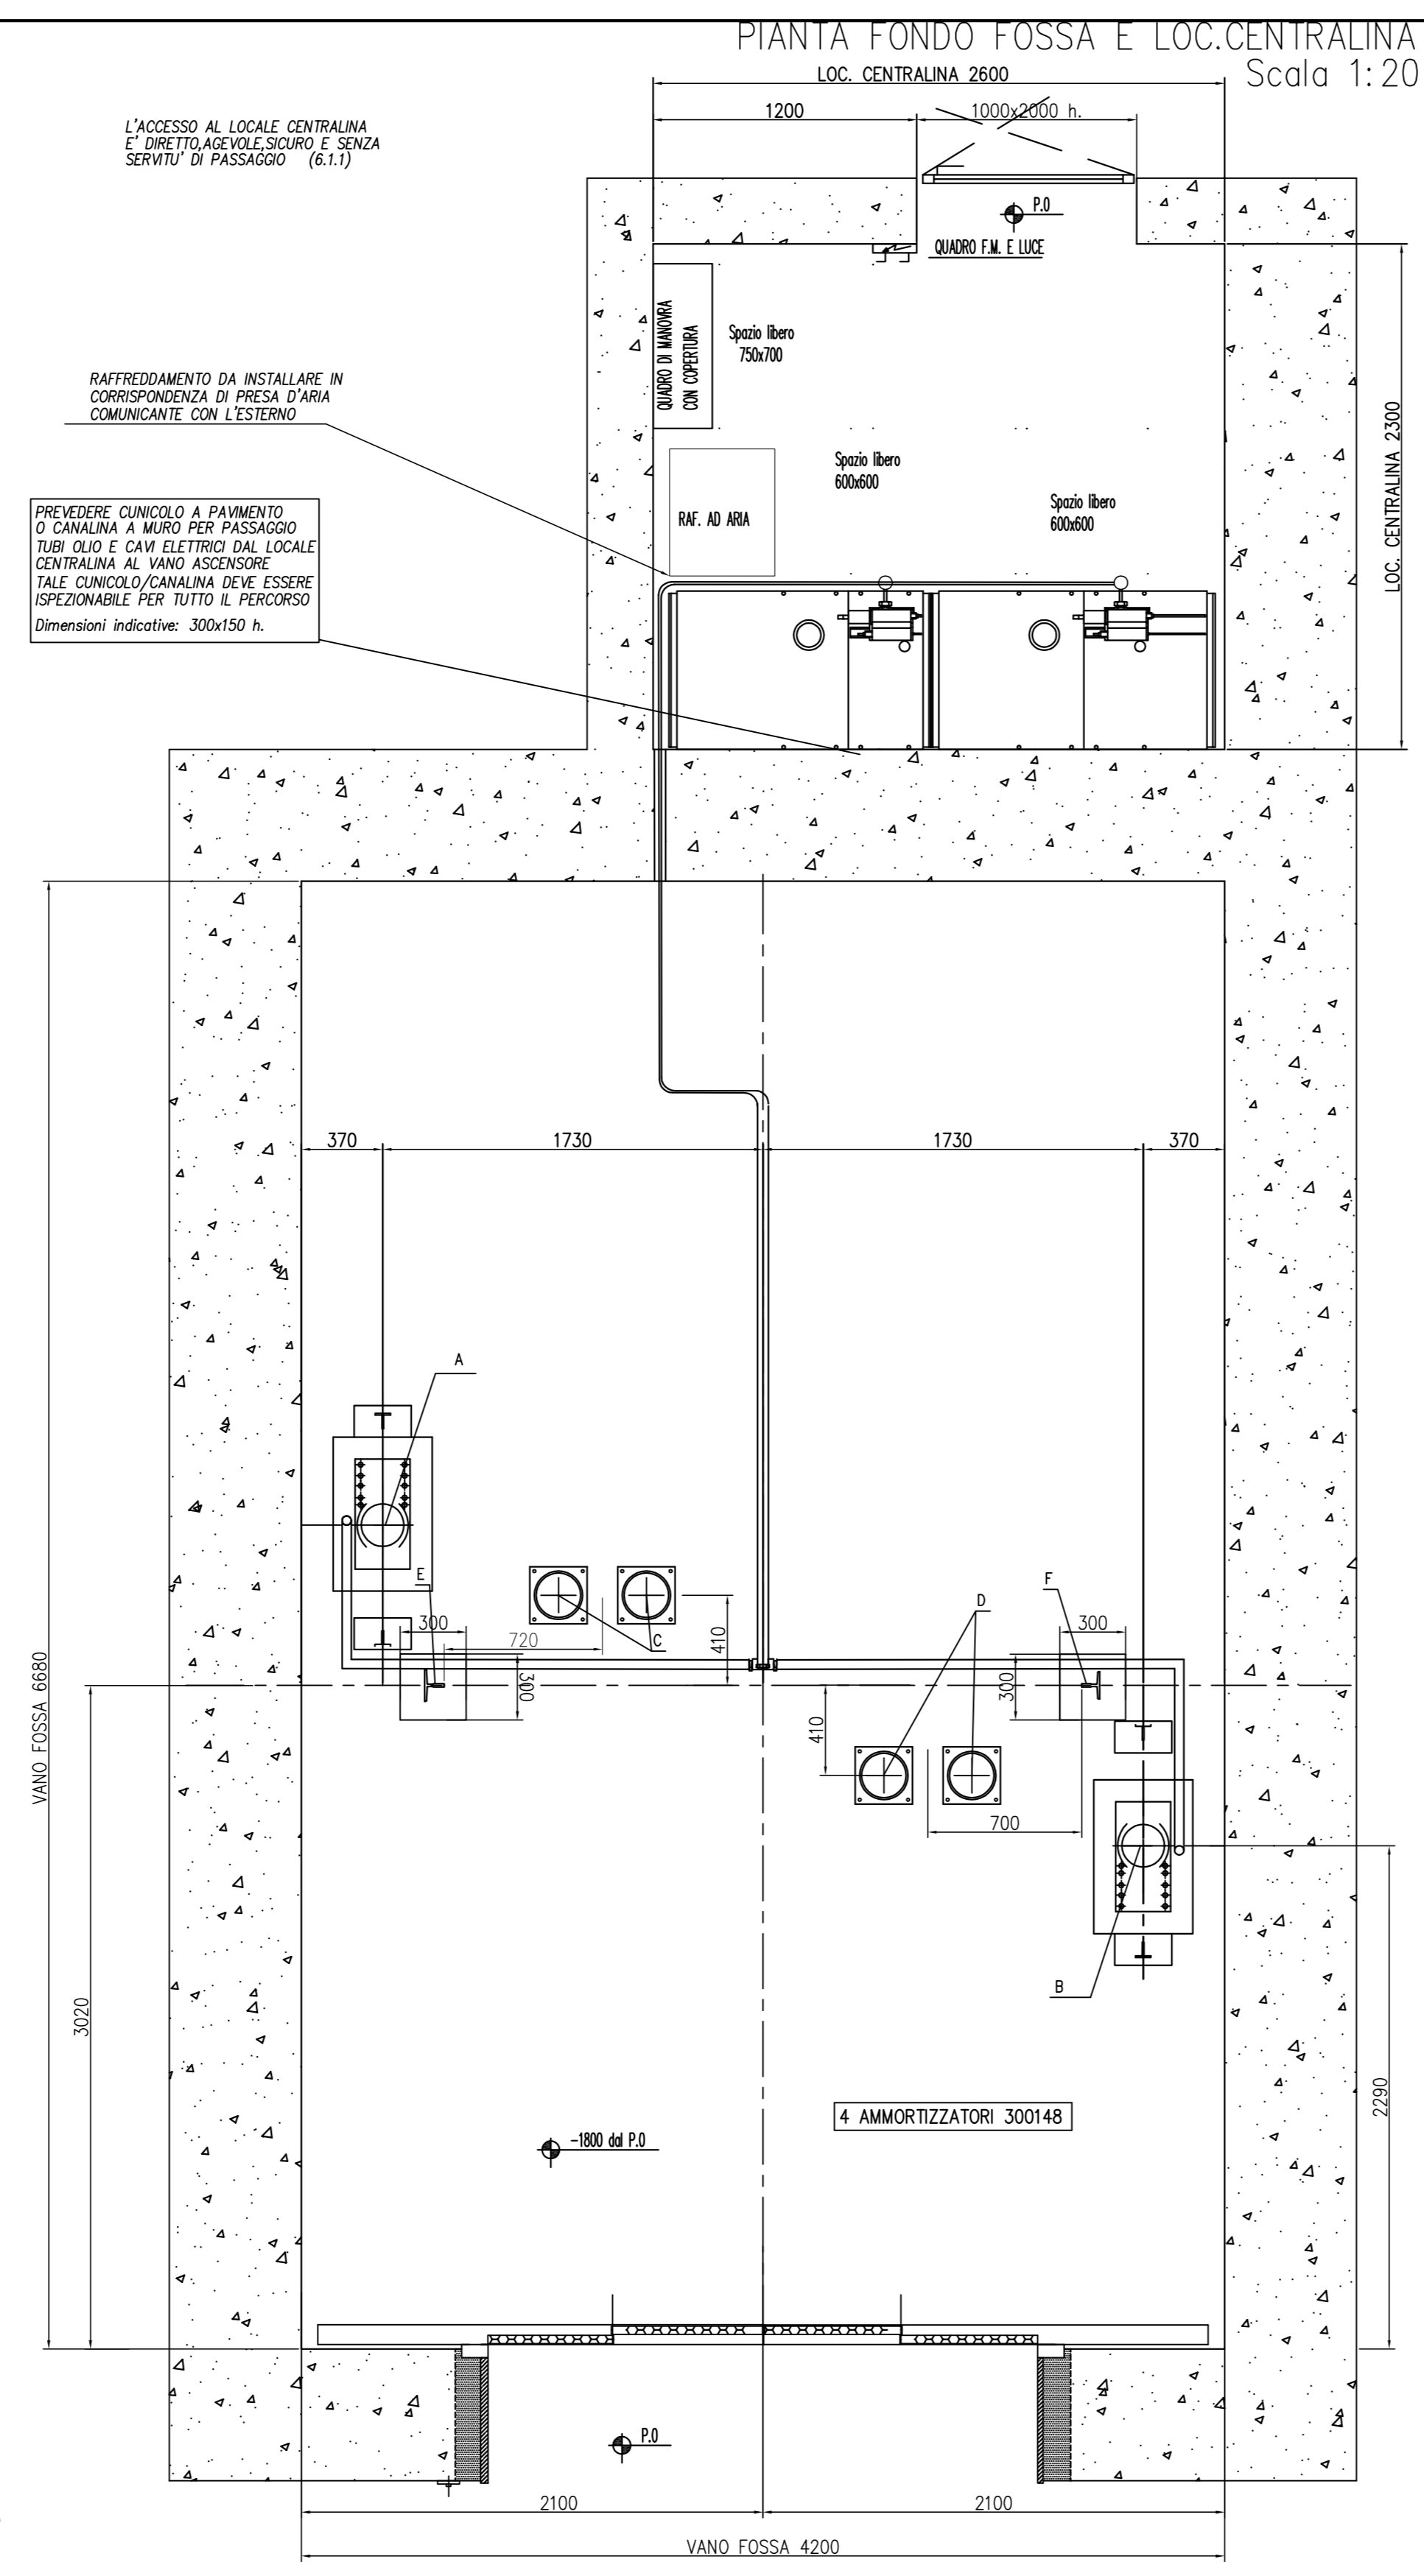 PIANTA FONDO FOSSA E LOC.CENTRALINA
Scala 1:20
LOC. CENTRALINA 2600
1200
1000x2000 h.
L'ACCESSO AL LOCALE CENTRALINA
E' DIRETTO,AGEVOLE,SICURO E SENZA
SERVITU' DI PASSAGGIO (6.1.1)
P.0
QUADRO F.M. E LUCE
QUADRO DI MANOVRA
CON COPERTURA
Spazio libero
750x700
RAFFREDDAMENTO DA INSTALLARE IN
CORRISPONDENZA DI PRESA D'ARIA
COMUNICANTE CON L'ESTERNO
LOC. CENTRALINA 2300
Spazio libero
600x600
Spazio libero
600x600
RAF. AD ARIA
PREVEDERE CUNICOLO A PAVIMENTO
O CANALINA A MURO PER PASSAGGIO
TUBI OLIO E CAVI ELETTRICI DAL LOCALE
CENTRALINA AL VANO ASCENSORE
TALE CUNICOLO/CANALINA DEVE ESSERE
ISPEZIONABILE PER TUTTO IL PERCORSO
Dimensioni indicative: 300x150 h.
370
1730
1730
370
A
E
F
D
C
300
720
410
300
300
300
410
700
VANO FOSSA 6680
B
3020
2290
4 AMMORTIZZATORI 300148
-1800 dal P.0
P.0
2100
2100
VANO FOSSA 4200